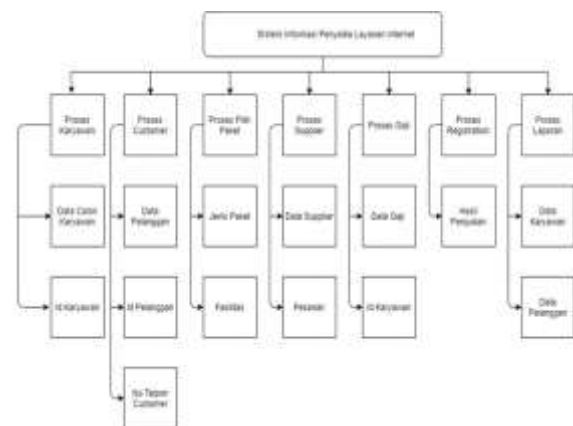 Sistem Informasi Penyedia Layanan Internet
Proses
Karyawan
Proses
Customer
Proses Pilih
Paket
Proses
Supplier
Proses Gaji
Proses
Registration
Proses
Laporan
Data Calon
Karyawan
Data
Pelanggan
Jenis Paket
Data Supplier
Data Gaji
Hasil
Penjualan
Data
Karyawan
Id Karyawan
Id Pelanggan
Fasilitas
Pesanan
Id Karyawan
Data
Pelanggan
No Telpon
Customer